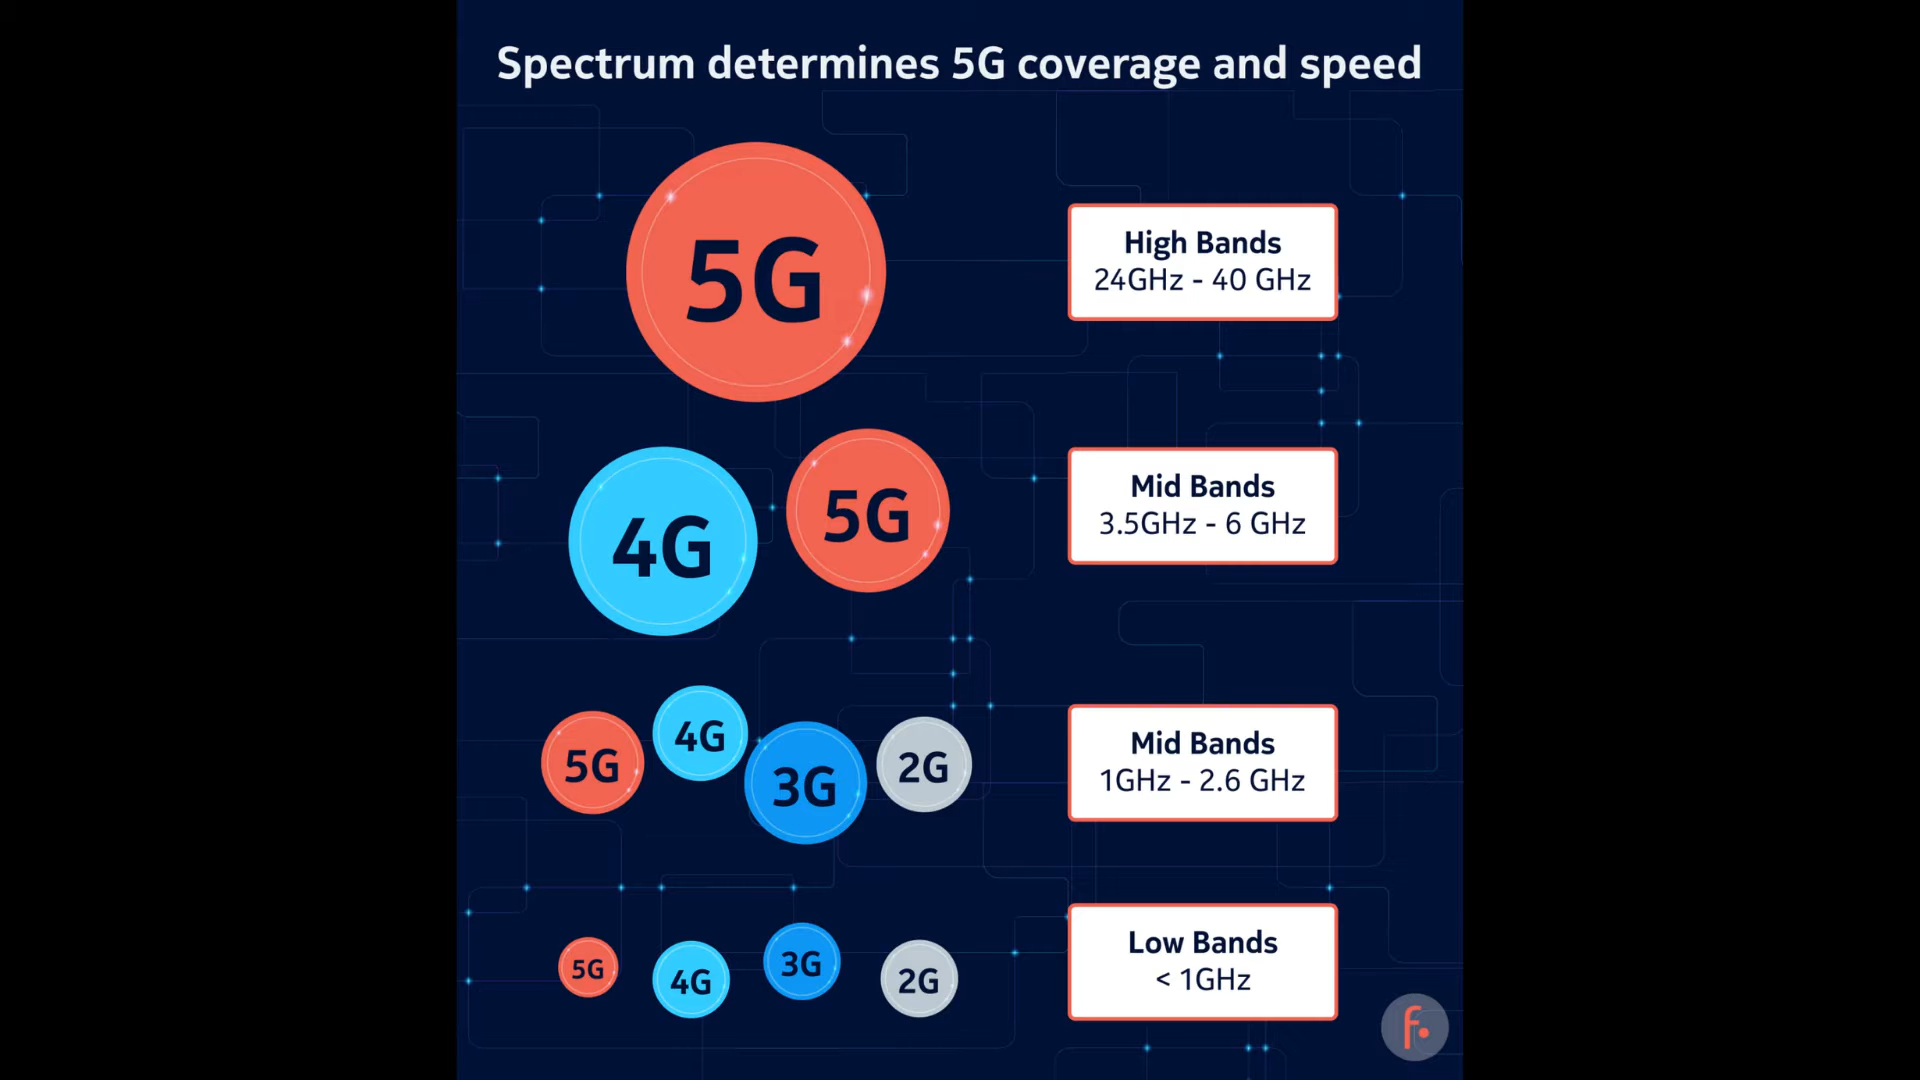 Spectrum determines 5G coverage and speed
5G
High Bands
24GHz - 40 GHz
4G
5G
Mid Bands
3.5GHz - 6 GHz
5G
4G
3G
2G
Mid Bands
1GHz - 2.6 GHz
5G
4G
3G
2G
Low Bands
< 1GHz
f.